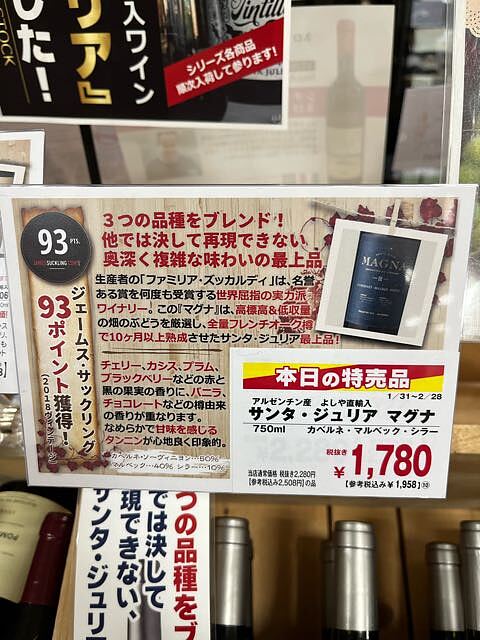 入ワイン
リア』
した!
STOCK
シリーズ各商品
順次入荷して参ります!
93 PTS.
JAMESSUCKLING.COM
ジェームス・サックリング
93ポイント獲得!
(2018ヴィンテージ)
3つの品種をブレンド!
他では決して再現できない
奥深く複雑な味わいの最上品
生産者の「ファミリア・ズッカルディ」は、名誉
ある賞を何度も受賞する世界屈指の実力派
ワイナリー。この『マグナ』は、高標高&低収量
の畑のぶどうを厳選し、全量フレンチオーク樽
で10ヶ月以上熟成させたサンタ・ジュリア最上品!
チェリー、カシス、プラム、
ブラックベリーなどの赤と
黒の果実の香りに、バニラ、
チョコレートなどの樽由来
の香りが重なります。
なめらかで甘味を感じる
タンニンが心地良く印象的。
カベルネ・ソーヴィニヨン…50%
マルベック…40% シラー…10%
MAGNA
本日の特売品
アルゼンチン産 よしや直輸入
1/31~2/28
サンタ・ジュリア マグナ
750ml カベルネ・マルベック・シラー
税抜き
¥1,780
当店通常価格 税抜き2,280円
【参考税込み2,508円】の品
【参考税込み¥1,958】⑩
つの品種をブ
では決して
現できない、
サンタ・ジュリ